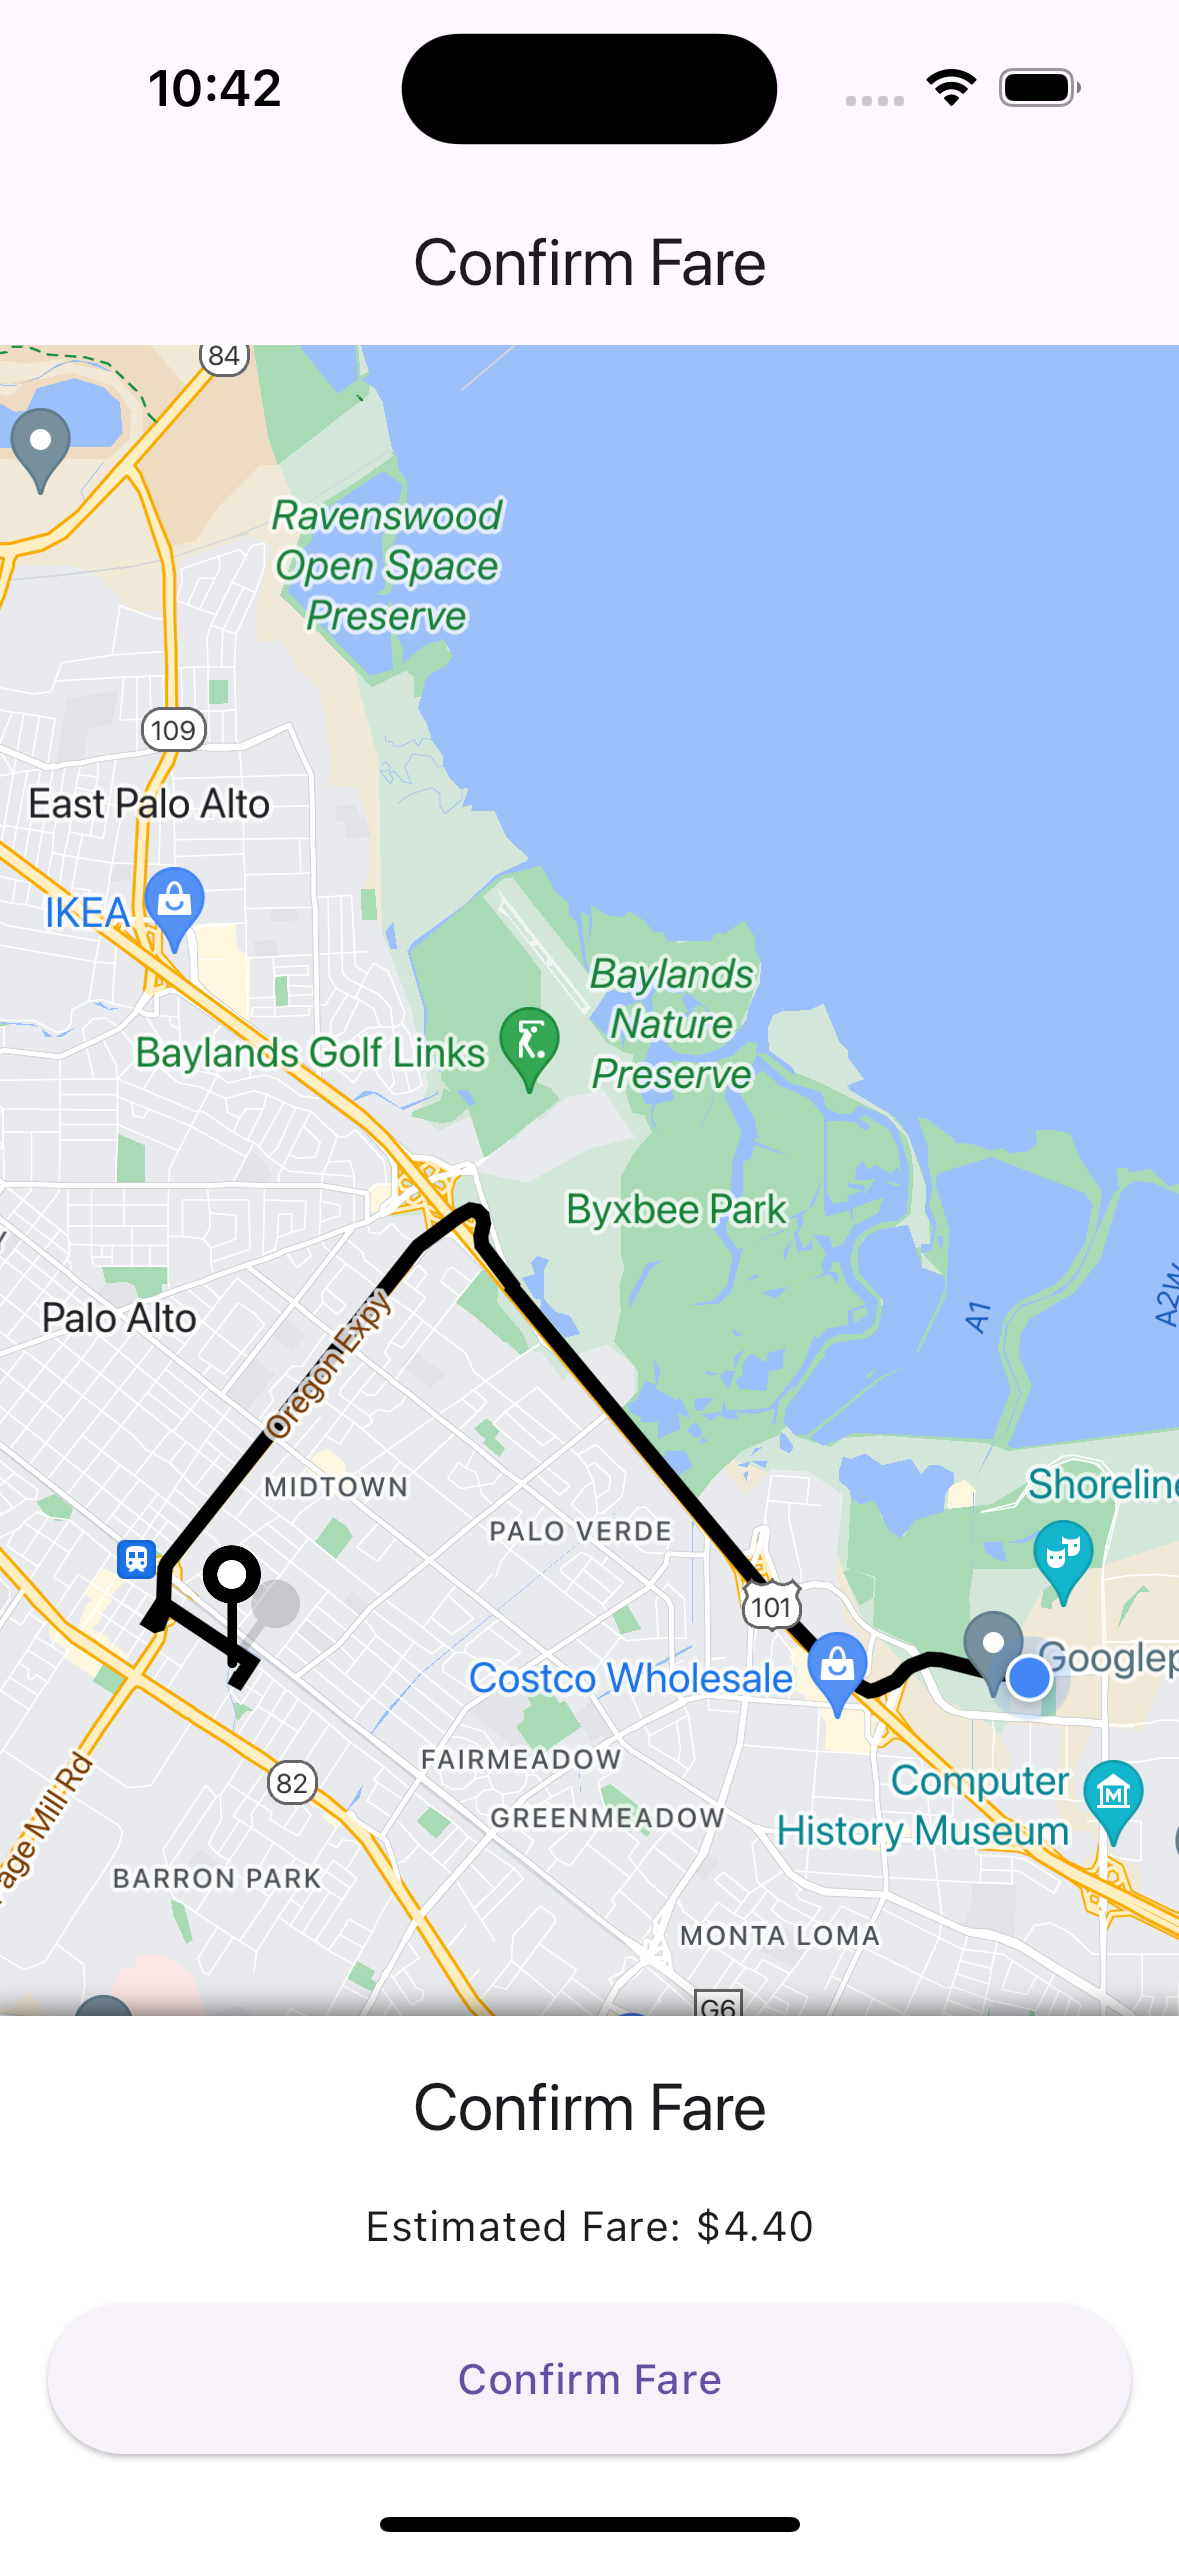 10:42
Confirm Fare
84
Ravenswood
Open Space
Preserve
109
East Palo Alto
IKEA
Baylands
Nature
Preserve
Baylands Golf Links
Byxbee Park
Palo Alto
A1
A2W
Oregon Expy
MIDTOWN
Shoreline
PALO VERDE
101
Costco Wholesale
Googlep
FAIRMEADOW
82
Computer
History Museum
GREENMEADOW
age Mill Rd
BARRON PARK
MONTA LOMA
G6
Confirm Fare
Estimated Fare: $4.40
Confirm Fare